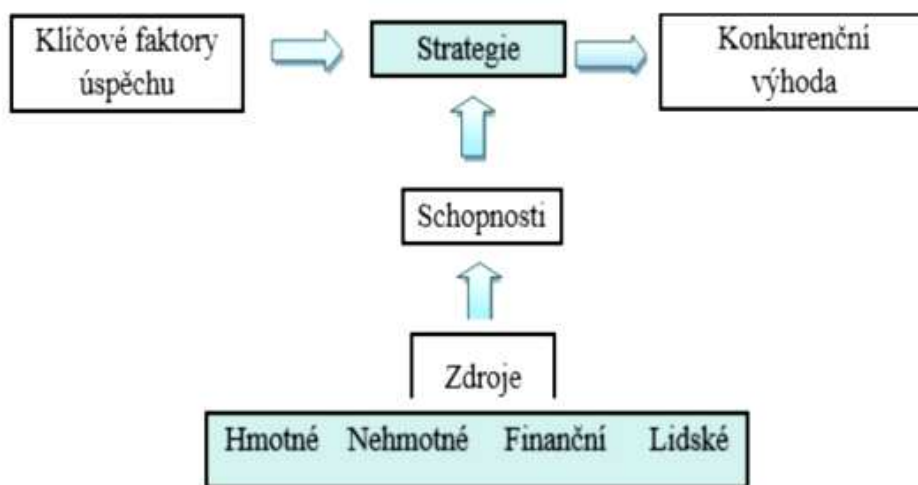 Klíčové faktory
úspěchu
Strategie
Konkurenční
výhoda
Schopnosti
Zdroje
Hmotné Nehmotné Finanční Lidské